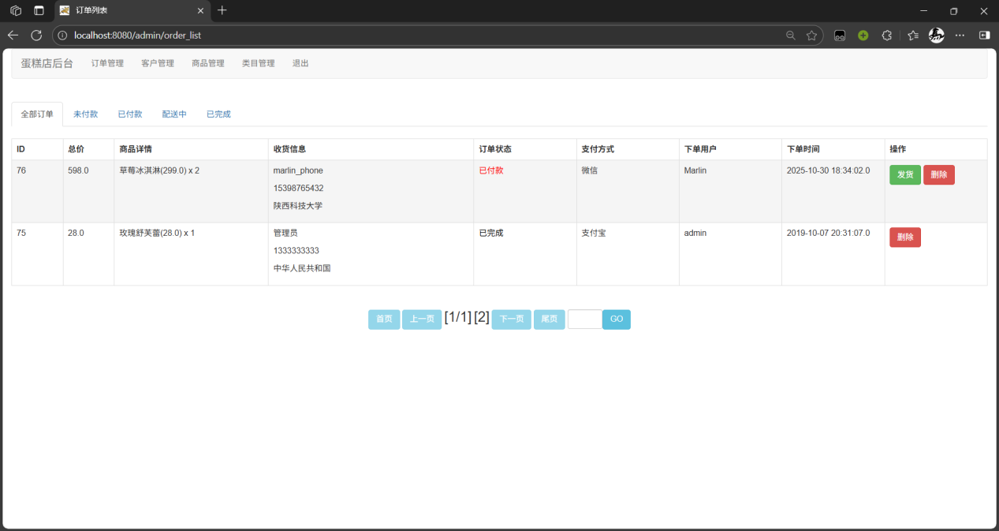 订单列表
localhost:8080/admin/order_list
蛋糕店后台 订单管理 客户管理 商品管理 类目管理 退出
全部订单 未付款 已付款 配送中 已完成
ID 总价 商品详情 收货信息 订单状态 支付方式 下单用户 下单时间 操作
76 598.0 草莓冰淇淋(299.0) x 2 marlin_phone 已付款 微信 Marlin 2025-10-30 18:34:02.0 发货 删除
15398765432
陕西科技大学
75 28.0 玫瑰舒芙蕾(28.0) x 1 管理员 已完成 支付宝 admin 2019-10-07 20:31:07.0 删除
1333333333
中华人民共和国
首页 上一页 [1/1] [2] 下一页 尾页 GO